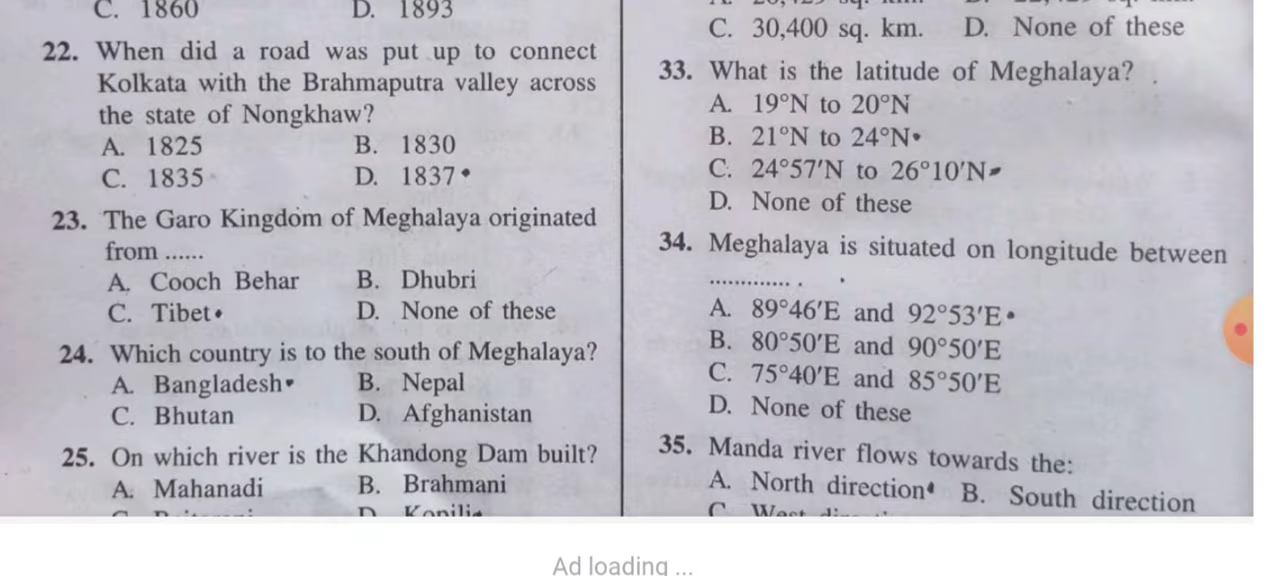 C. 1860 D. 1893
22. When did a road was put up to connect
Kolkata with the Brahmaputra valley across
the state of Nongkhaw?
A. 1825 B. 1830
C. 1835 D. 1837
23. The Garo Kingdom of Meghalaya originated
from ......
A. Cooch Behar B. Dhubri
C. Tibet D. None of these
24. Which country is to the south of Meghalaya?
A. Bangladesh B. Nepal
C. Bhutan D. Afghanistan
25. On which river is the Khandong Dam built?
A. Mahanadi B. Brahmani
D. Kopili
C. 30,400 sq. km. D. None of these
33. What is the latitude of Meghalaya?
A. 19°N to 20°N
B. 21°N to 24°N
C. 24°57'N to 26°10'N
D. None of these
34. Meghalaya is situated on longitude between
..............
A. 89°46'E and 92°53'E
B. 80°50'E and 90°50'E
C. 75°40'E and 85°50'E
D. None of these
35. Manda river flows towards the:
A. North direction B. South direction
C. West
Ad loading ...